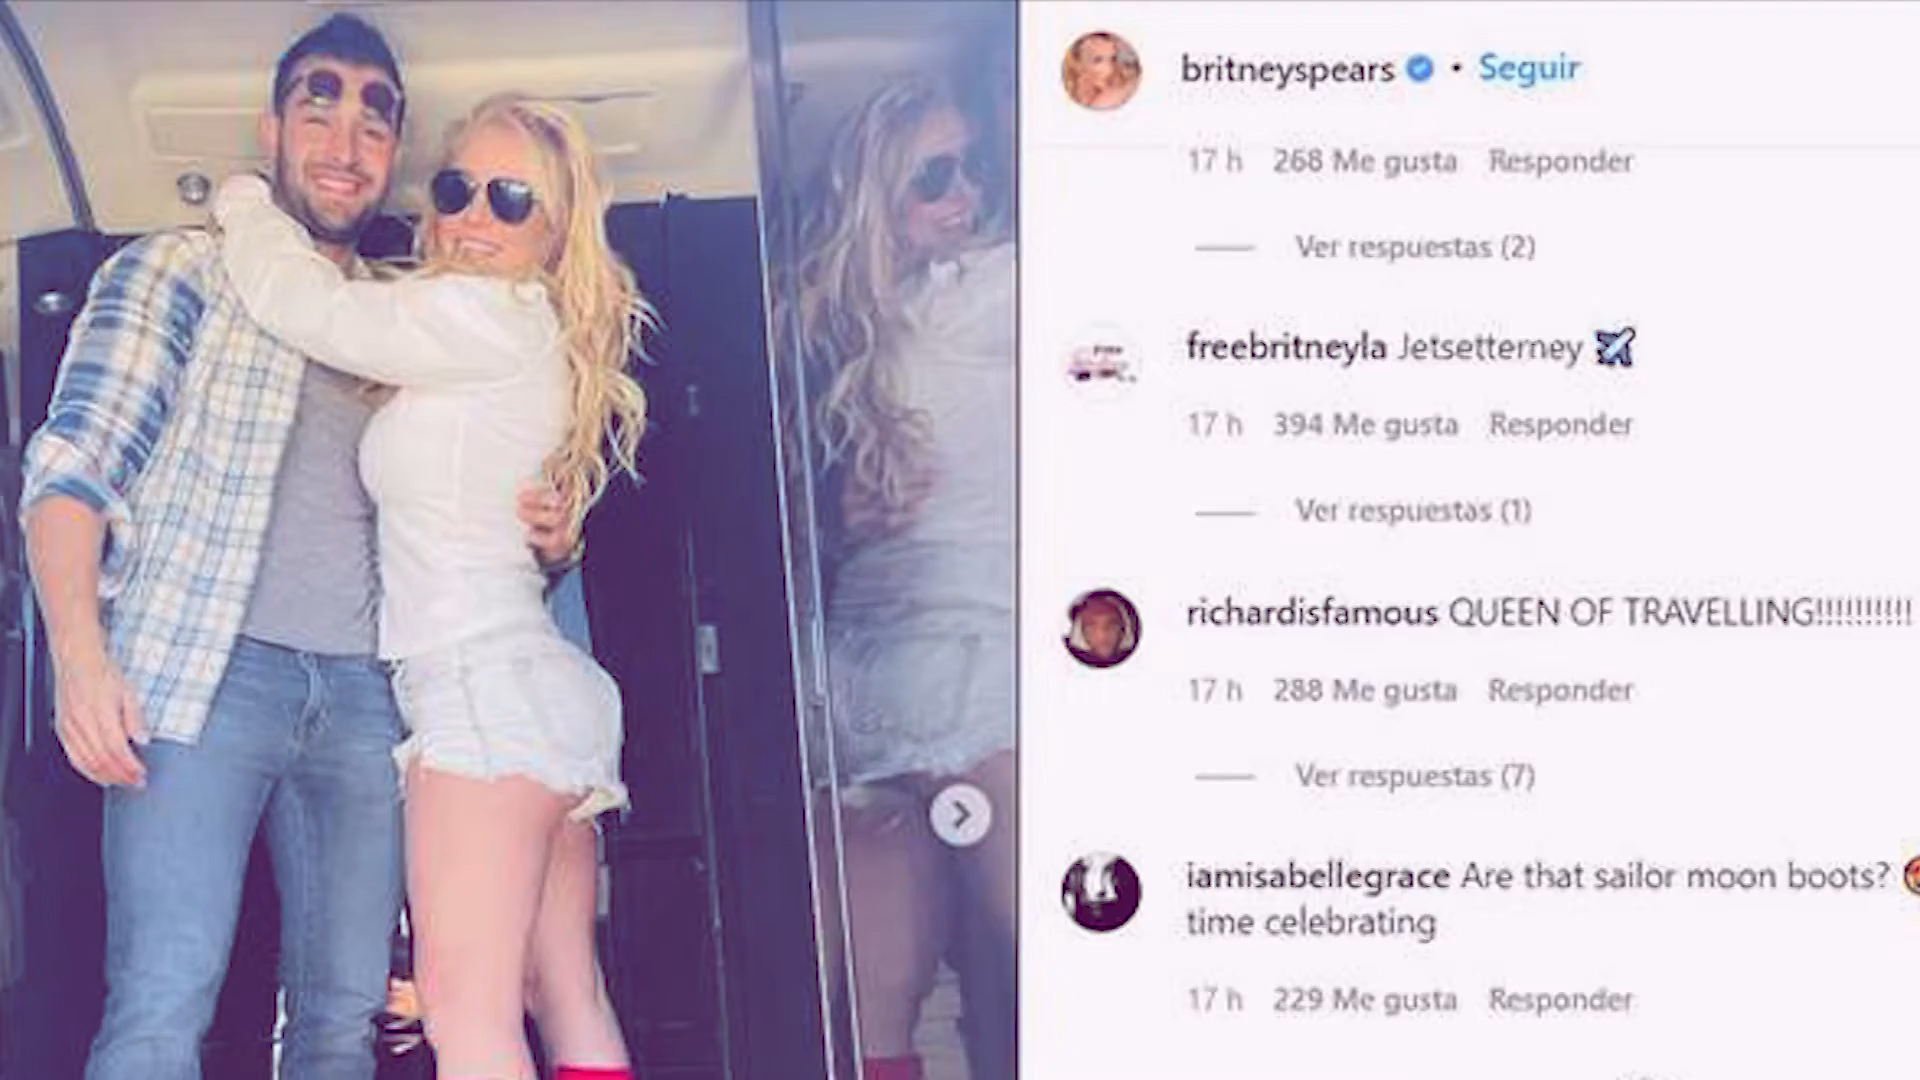 britneyspears • Seguir
17 h 268 Me gusta Responder
Ver respuestas (2)
freebritneyla Jetsetterney
17 h 394 Me gusta Responder
Ver respuestas (1)
richardisfamous QUEEN OF TRAVELLING!!!!!!!!!!
17 h 288 Me gusta Responder
Ver respuestas (7)
iamisabellegrace Are that sailor moon boots?
time celebrating
17 h 229 Me gusta Responder